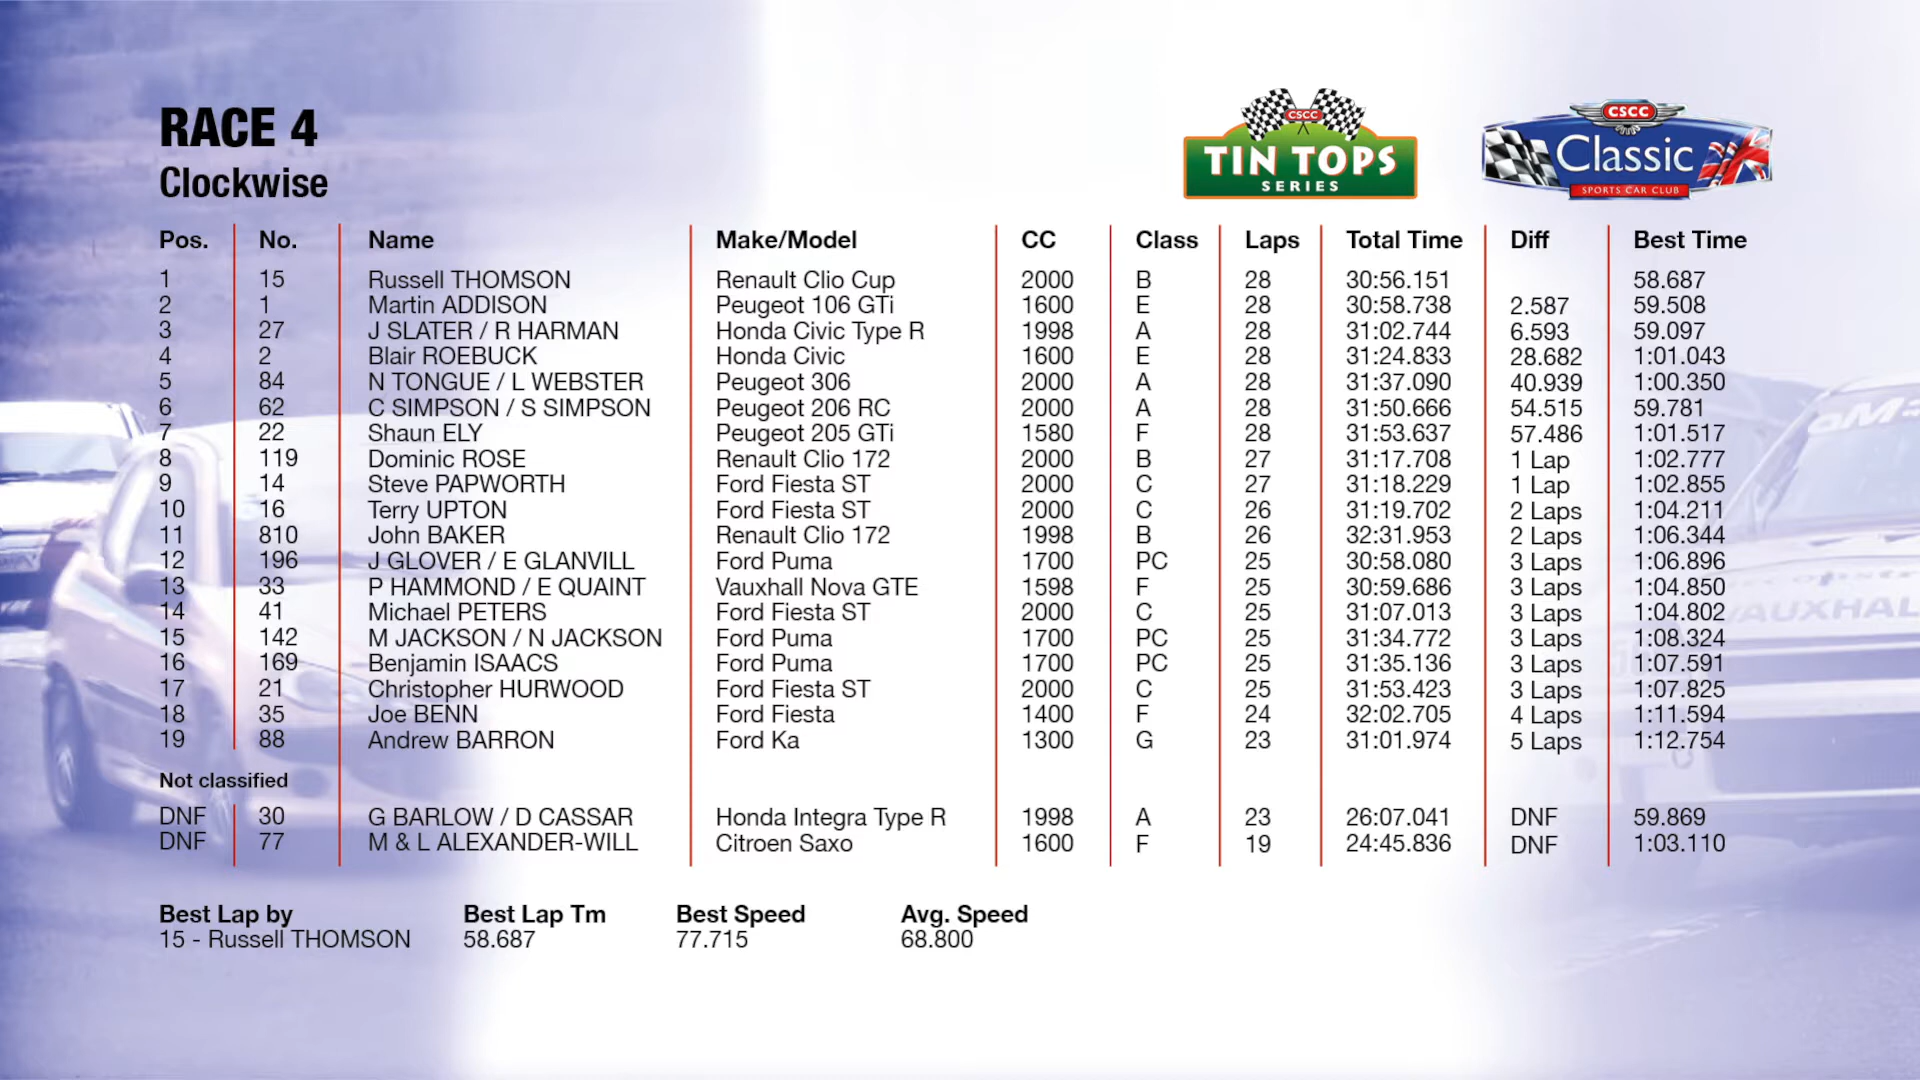 RACE 4
Clockwise
CSCC
TIN TOPS
SERIES
CSCC
Classic
SPORTS CAR CLUB
Pos. No. Name Make/Model CC Class Laps Total Time Diff Best Time
1 15 Russell THOMSON Renault Clio Cup 2000 B 28 30:56.151 58.687
2 1 Martin ADDISON Peugeot 106 GTi 1600 E 28 30:58.738 2.587 59.508
3 27 J SLATER / R HARMAN Honda Civic Type R 1998 A 28 31:02.744 6.593 59.097
4 2 Blair ROEBUCK Honda Civic 1600 E 28 31:24.833 28.682 1:01.043
5 84 N TONGUE / L WEBSTER Peugeot 306 2000 A 28 31:37.090 40.939 1:00.350
6 62 C SIMPSON / S SIMPSON Peugeot 206 RC 2000 A 28 31:50.666 54.515 59.781
7 22 Shaun ELY Peugeot 205 GTi 1580 F 28 31:53.637 57.486 1:01.517
8 119 Dominic ROSE Renault Clio 172 2000 B 27 31:17.708 1 Lap 1:02.777
9 14 Steve PAPWORTH Ford Fiesta ST 2000 C 27 31:18.229 1 Lap 1:02.855
10 16 Terry UPTON Ford Fiesta ST 2000 C 26 31:19.702 2 Laps 1:04.211
11 810 John BAKER Renault Clio 172 1998 B 26 32:31.953 2 Laps 1:06.344
12 196 J GLOVER / E GLANVILL Ford Puma 1700 PC 25 30:58.080 3 Laps 1:06.896
13 33 P HAMMOND / E QUAINT Vauxhall Nova GTE 1598 F 25 30:59.686 3 Laps 1:04.850
14 41 Michael PETERS Ford Fiesta ST 2000 C 25 31:07.013 3 Laps 1:04.802
15 142 M JACKSON / N JACKSON Ford Puma 1700 PC 25 31:34.772 3 Laps 1:08.324
16 169 Benjamin ISAACS Ford Puma 1700 PC 25 31:35.136 3 Laps 1:07.591
17 21 Christopher HURWOOD Ford Fiesta ST 2000 C 25 31:53.423 3 Laps 1:07.825
18 35 Joe BENN Ford Fiesta 1400 F 24 32:02.705 4 Laps 1:11.594
19 88 Andrew BARRON Ford Ka 1300 G 23 31:01.974 5 Laps 1:12.754
Not classified
DNF 30 G BARLOW / D CASSAR Honda Integra Type R 1998 A 23 26:07.041 DNF 59.869
DNF 77 M & L ALEXANDER-WILL Citroen Saxo 1600 F 19 24:45.836 DNF 1:03.110
Best Lap by Best Lap Tm Best Speed Avg. Speed
15 - Russell THOMSON 58.687 77.715 68.800